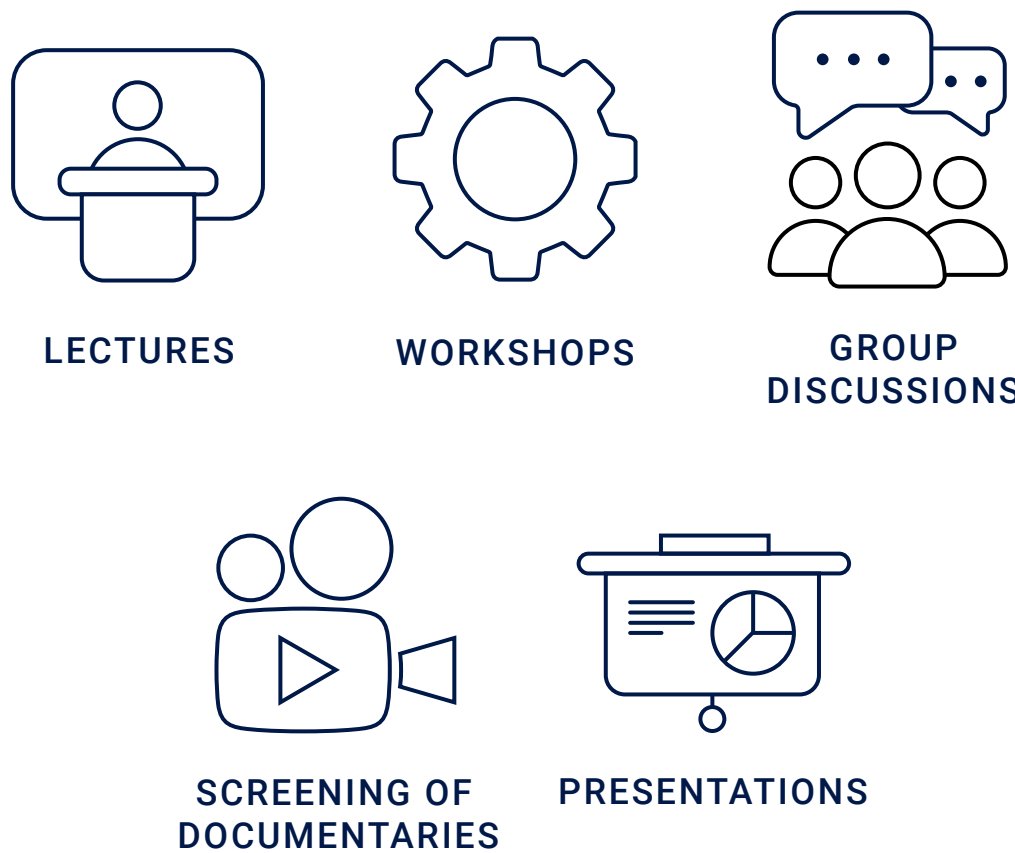 LECTURES
WORKSHOPS
GROUP
DISCUSSIONS
SCREENING OF
DOCUMENTARIES
PRESENTATIONS